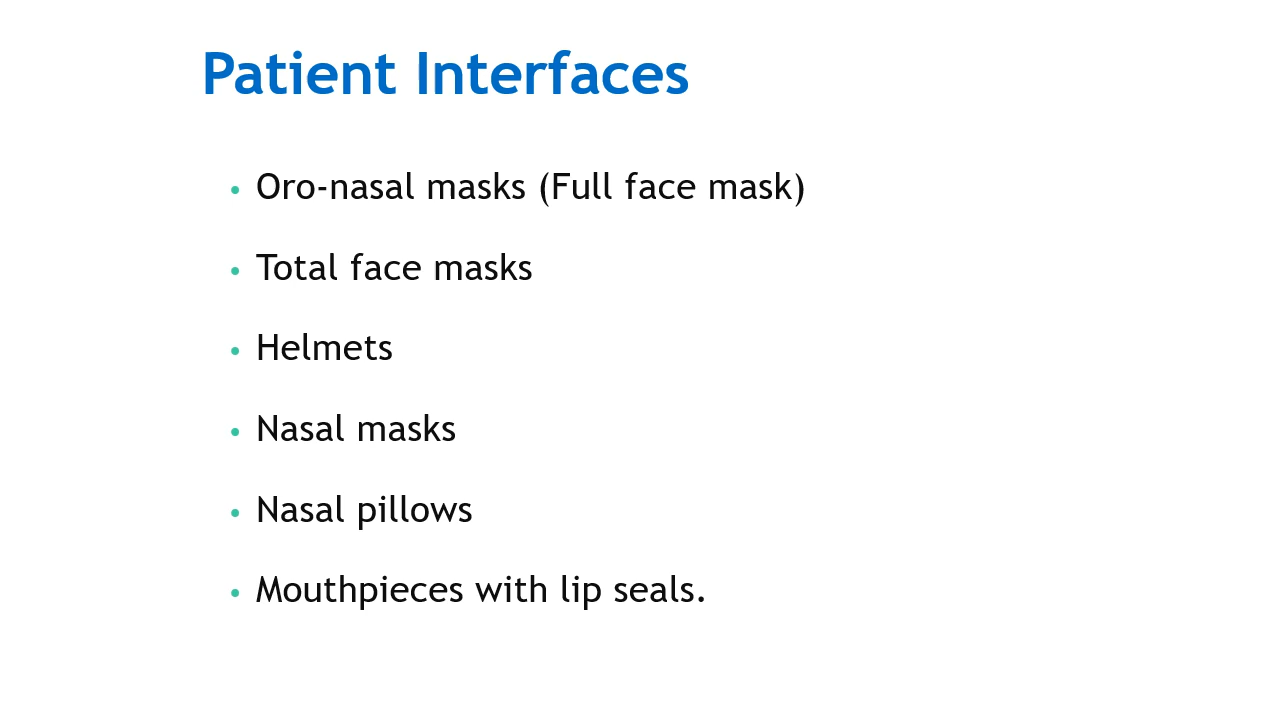 Patient Interfaces
• Oro-nasal masks (Full face mask)
• Total face masks
• Helmets
• Nasal masks
• Nasal pillows
• Mouthpieces with lip seals.